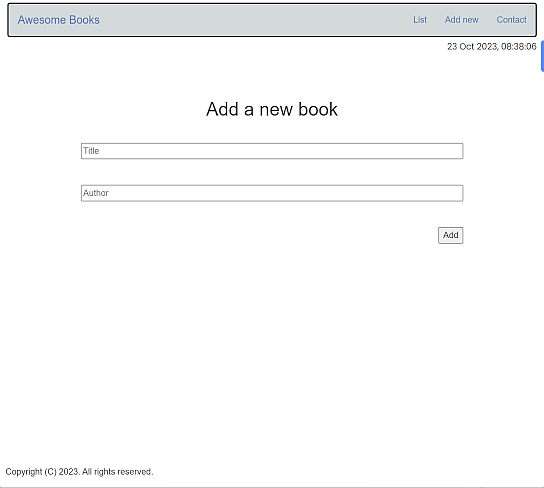 Awesome Books List Add new Contact
23 Oct 2023, 08:38:06
Add a new book
Title
Author
Add
Copyright (C) 2023. All rights reserved.